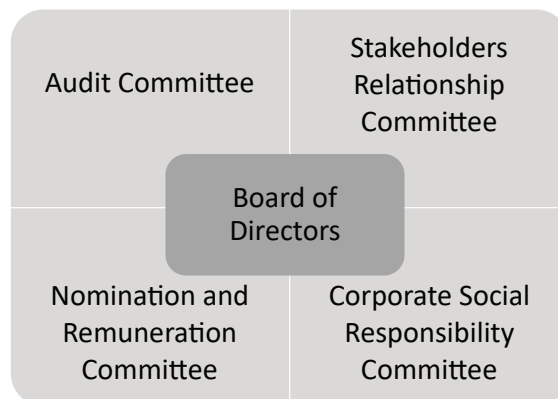 Audit Committee
Stakeholders
Relationship
Committee
Board of
Directors
Nomination and
Remuneration
Committee
Corporate Social
Responsibility
Committee